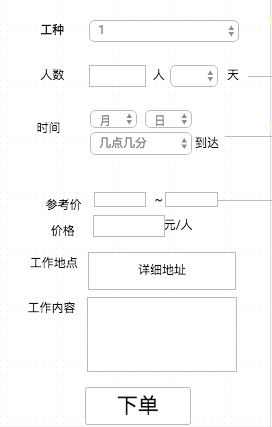 工种 1
人数 人 天
时间 月 日
几点几分 到达
参考价 ~
价格 元/人
工作地点 详细地址
工作内容
下单